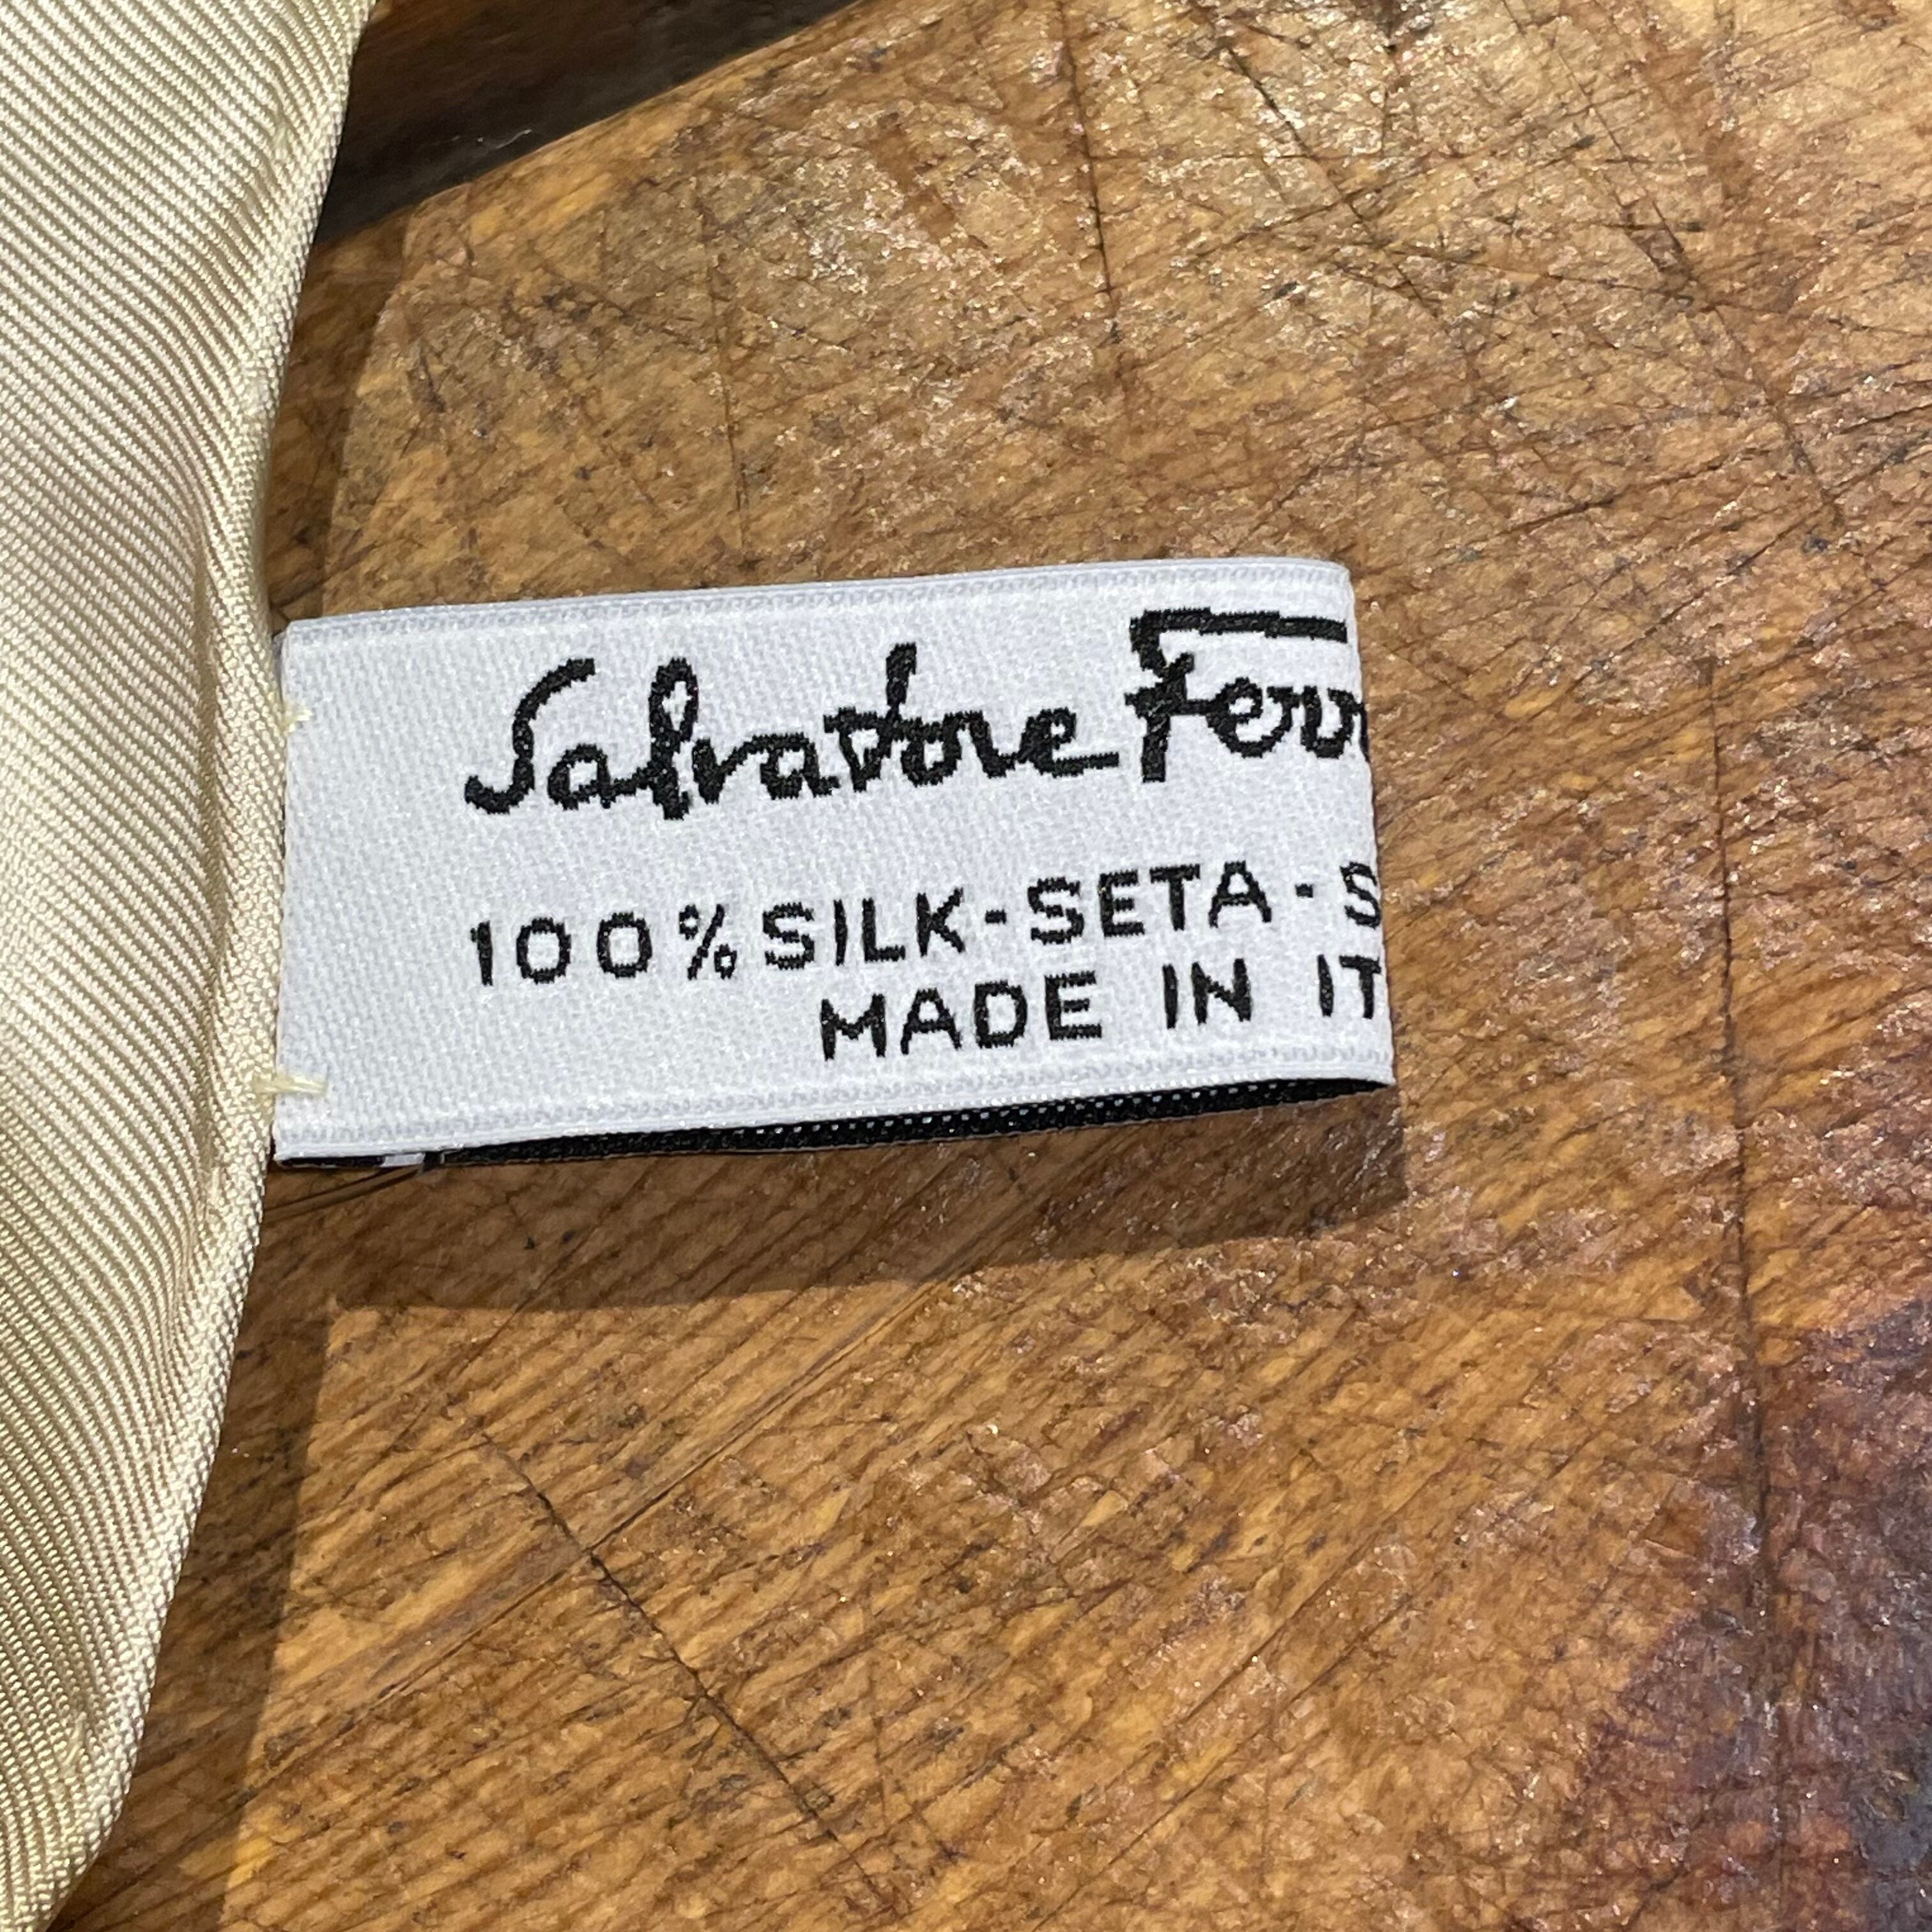 Salvatore Ferr
100% SILK-SETA-S
MADE IN IT